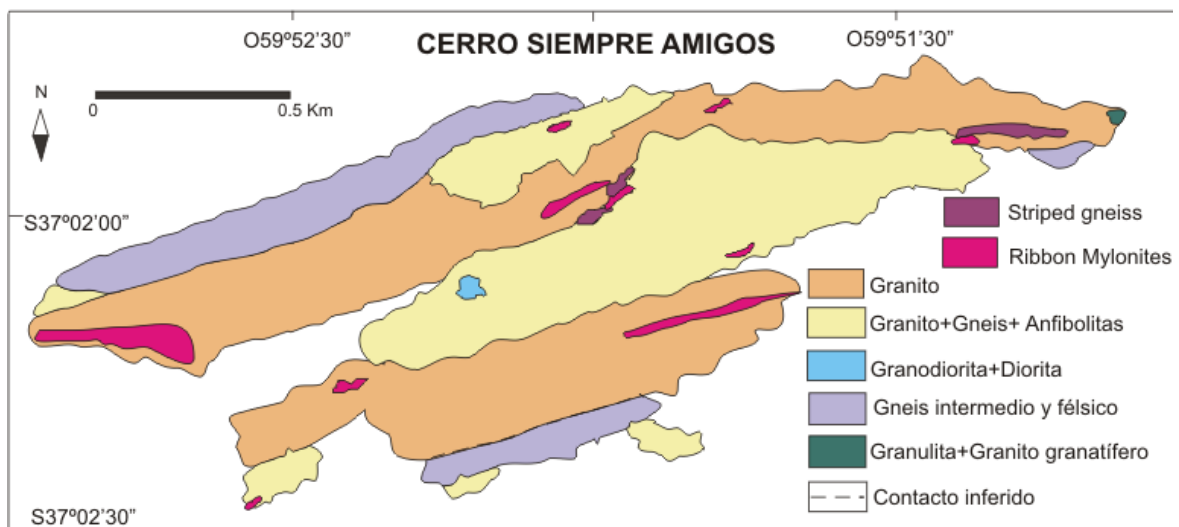 O59º52'30”
CERRO SIEMPRE AMIGOS
O59º51'30”
N
0
0.5 Km
S37º02'00”
Striped gneiss
Ribbon Mylonites
Granito
Granito+Gneis+ Anfibolitas
Granodiorita+Diorita
Gneis intermedio y félsico
Granulita+Granito granatífero
Contacto inferido
S37º02'30”